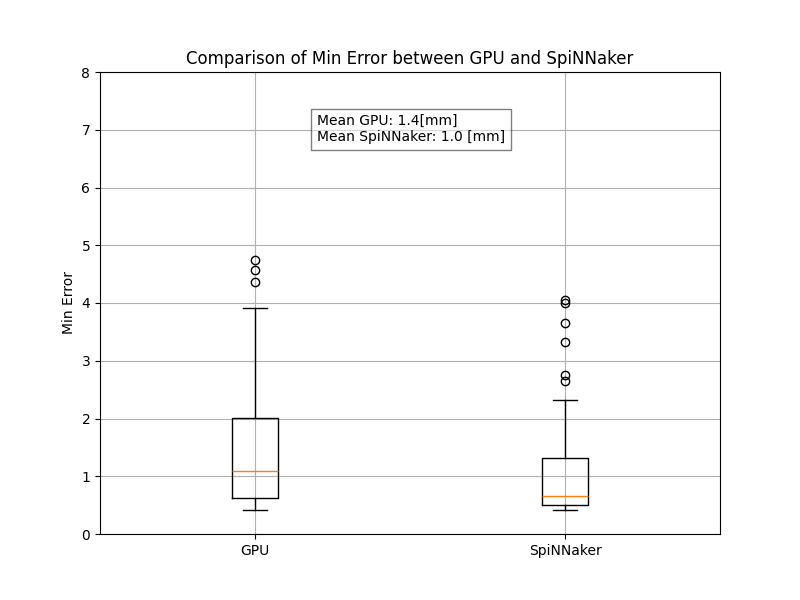 Comparison of Min Error between GPU and SpiNNaker
Mean GPU: 1.4[mm]
Mean SpiNNaker: 1.0 [mm]
Min Error
8
7
6
5
4
3
2
1
0
GPU
SpiNNaker